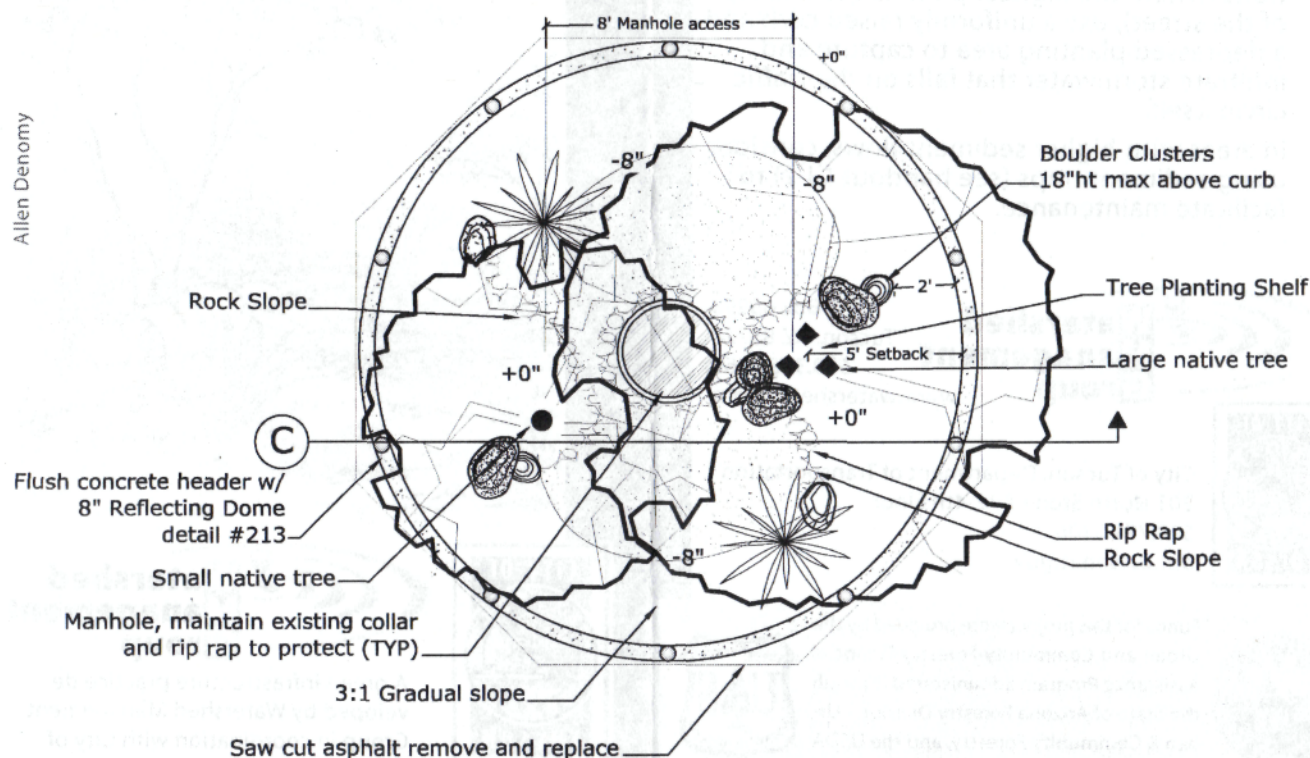 8' Manhole access
+0"
Allen Denomy
-8"
-8"
Boulder Clusters
18"ht max above curb
2'
Tree Planting Shelf
Rock Slope
5' Setback
Large native tree
+0"
+0"
C
Flush concrete header w/
8" Reflecting Dome
detail #213
Rip Rap
Rock Slope
-8"
Small native tree
Manhole, maintain existing collar
and rip rap to protect (TYP)
3:1 Gradual slope
Saw cut asphalt remove and replace